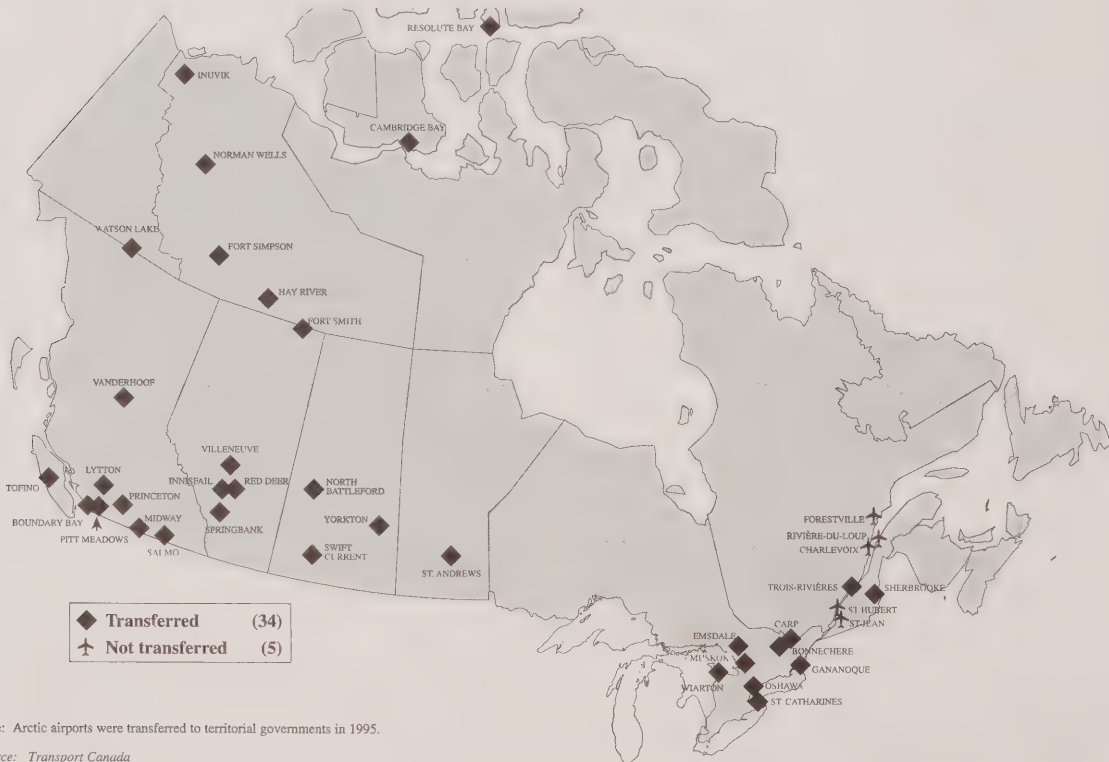 RESOLUTE BAY
INUVIK
CAMBRIDGE BAY
NORMAN WELLS
WATSON LAKE
FORT SIMPSON
HAY RIVER
FORT SMITH
VANDERHOOF
VILLENEUVE
LYTTON
INNISFAIL
RED DEER
NORTH
BATTLEFORD
TOFINO
PRINCETON
BOUNDARY BAY
MIDWAY
SPRINGBANK
YORKTON
PITT MEADOWS
SALMO
SWIFT
CURRENT
ST. ANDREWS
FORESTVILLE
RIVIÈRE-DU-LOUP
CHARLEVOIX
TROIS-RIVIÈRES
SHERBROOKE
ST HUBERT
ST JEAN
CARP
EMSDALE
BONNECHERE
MUSKOKA
GANANOQUE
WIARTON
OSHAWA
ST. CATHARINES
Transferred (34)
Not transferred (5)
e: Arctic airports were transferred to territorial governments in 1995.
rce: Transport Canada